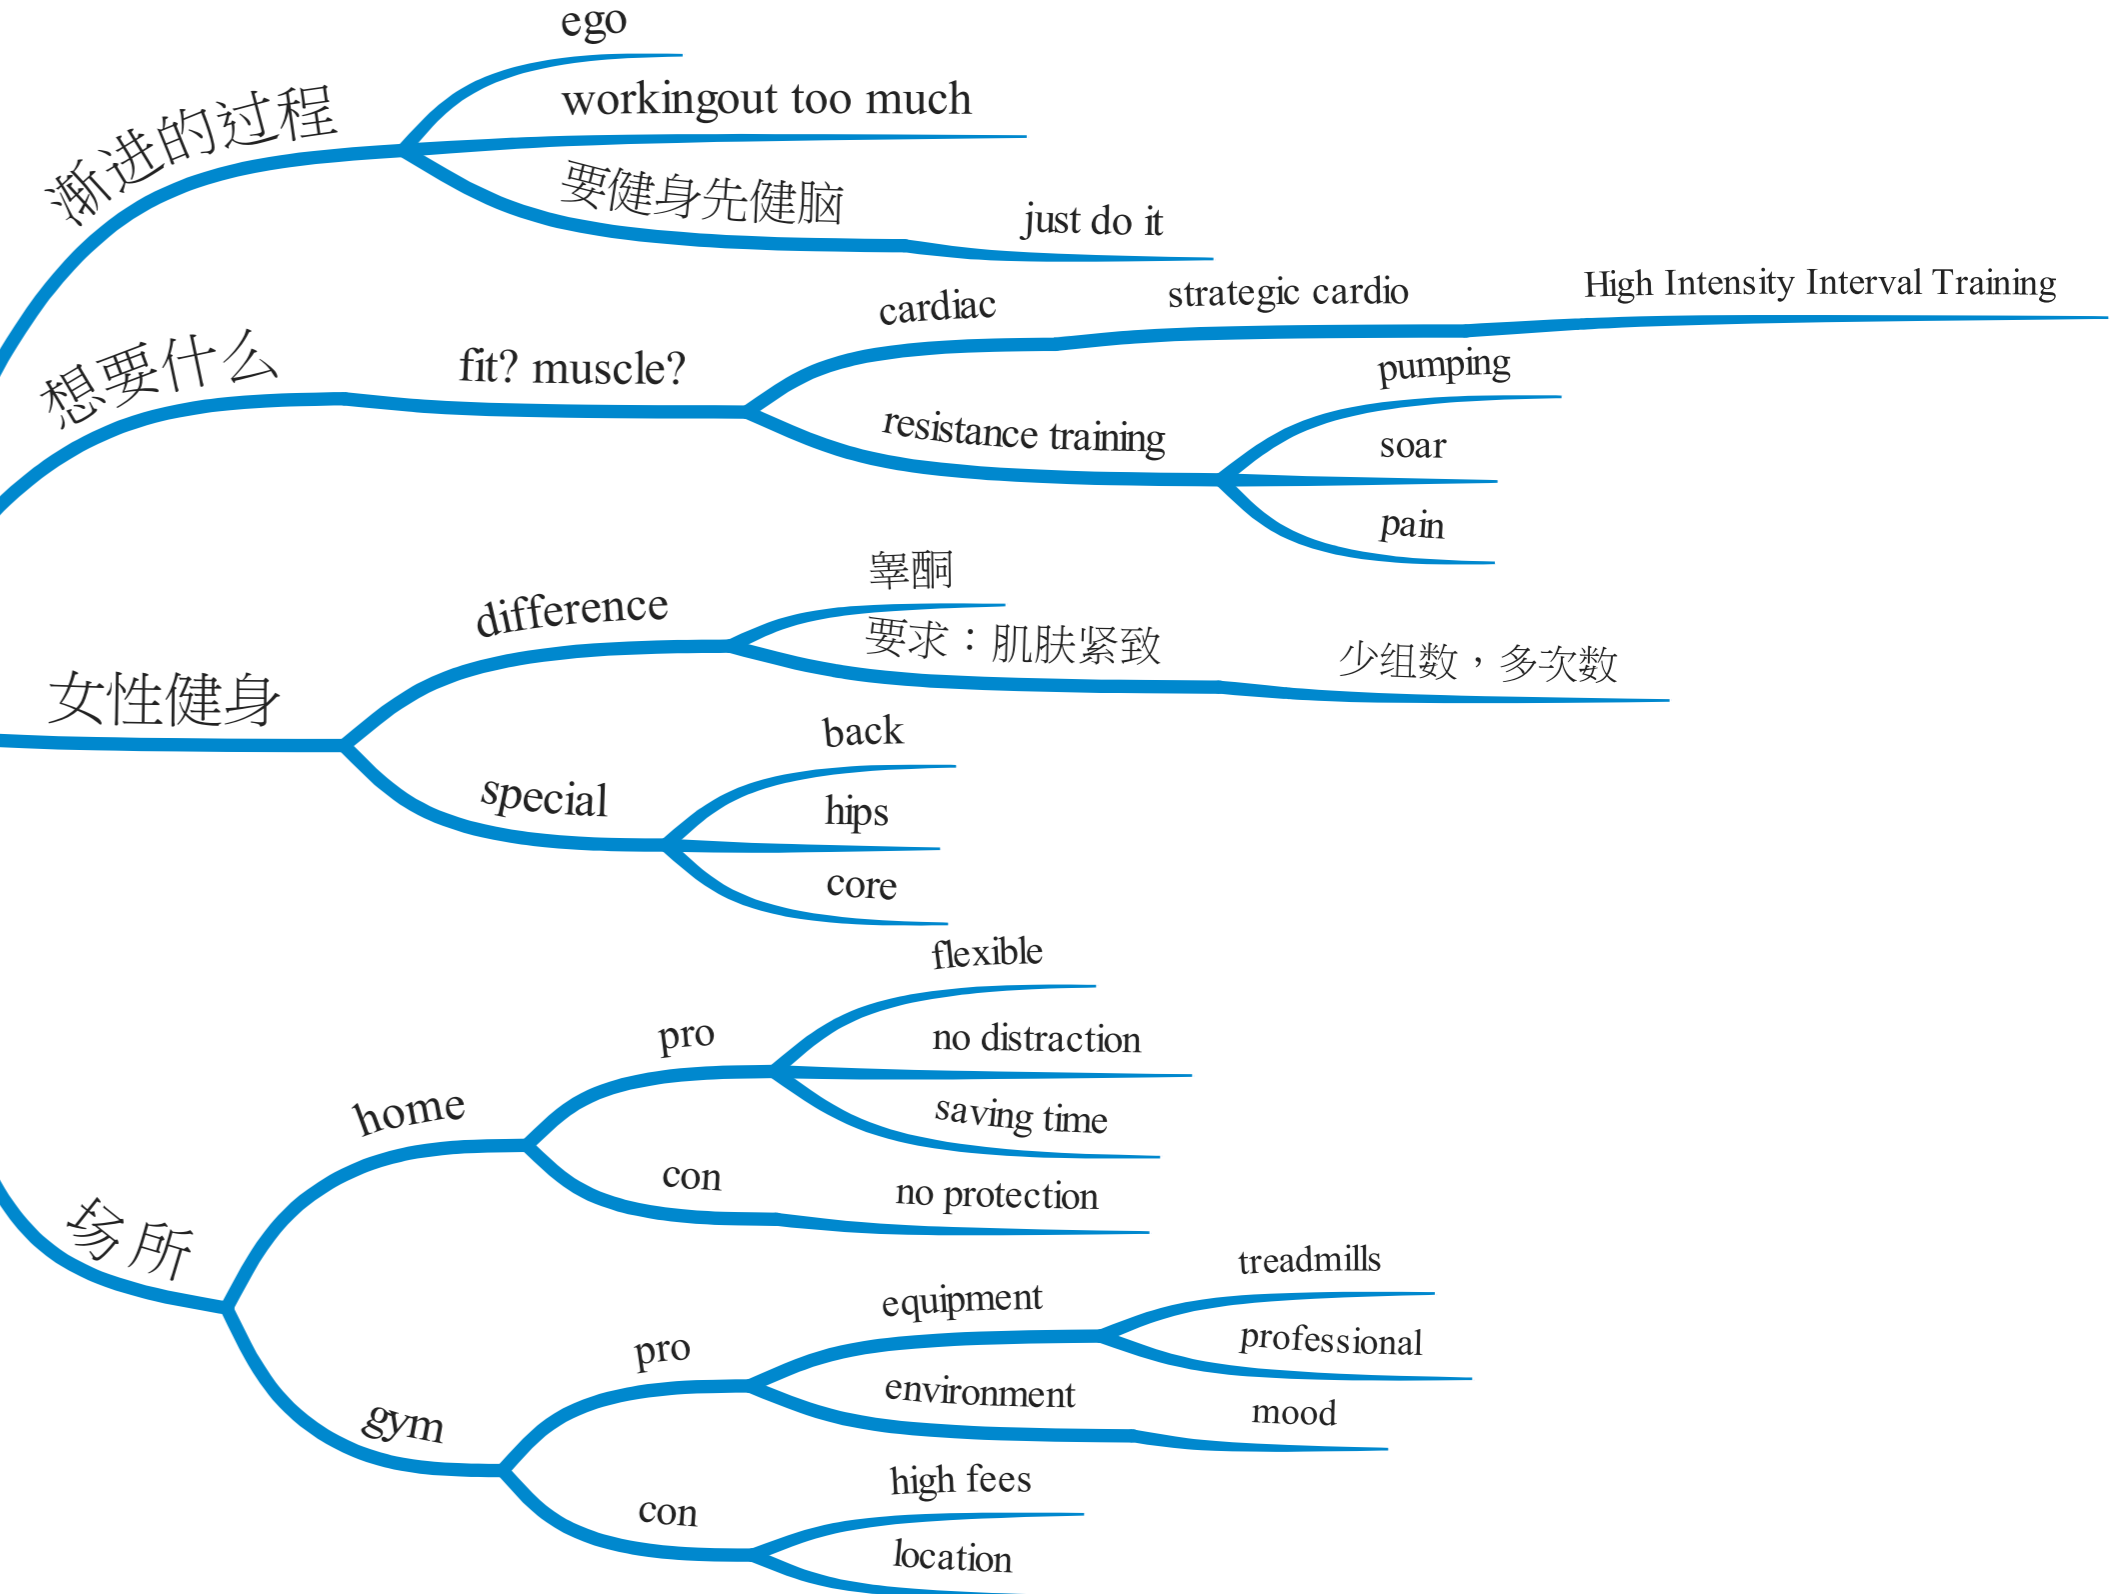 渐进的过程
ego
workingout too much
要健身先健脑
just do it
想要什么
fit? muscle?
cardiac
strategic cardio
High Intensity Interval Training
resistance training
pumping
soar
pain
女性健身
difference
睾酮
要求：肌肤紧致
少组数，多次数
special
back
hips
core
场所
home
pro
flexible
no distraction
saving time
con
no protection
gym
pro
equipment
treadmills
professional
environment
mood
con
high fees
location